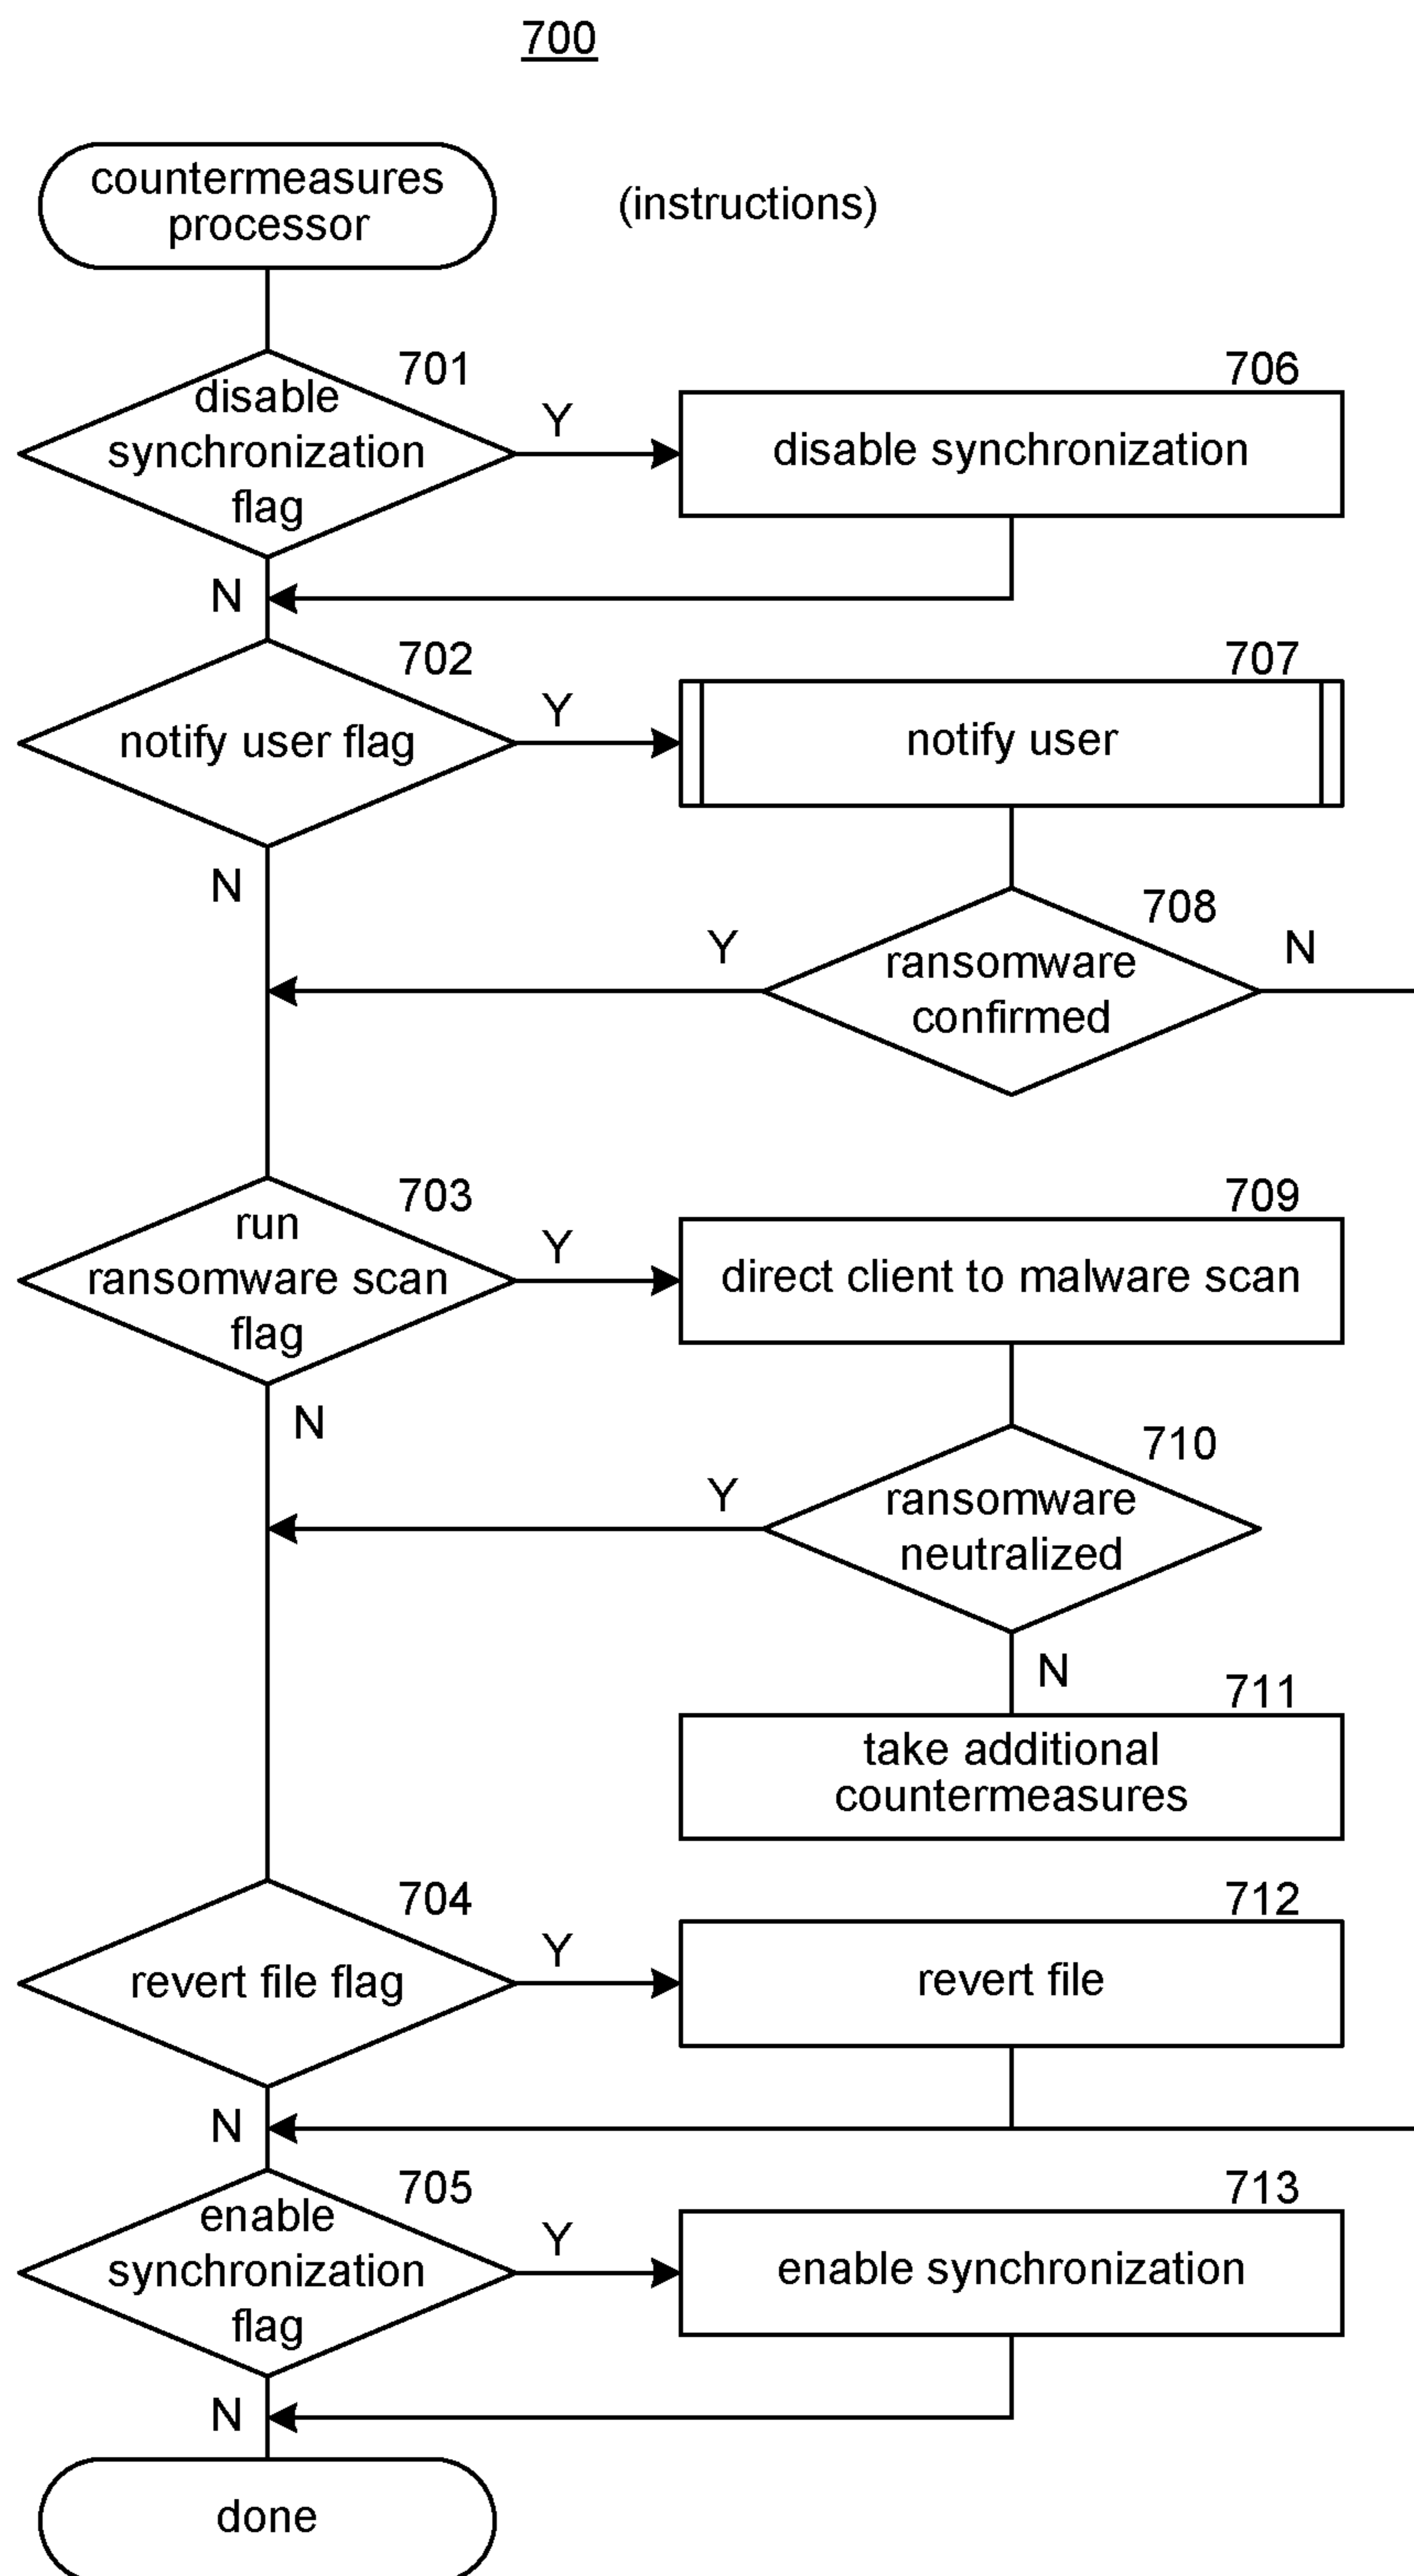 700
countermeasures
processor
(instructions)
701
disable
synchronization
flag
Y
N
706
disable synchronization
702
notify user flag
Y
N
707
notify user
708
ransomware
confirmed
Y
N
703
run
ransomware scan
flag
Y
N
709
direct client to malware scan
710
ransomware
neutralized
Y
N
711
take additional
countermeasures
704
revert file flag
Y
N
712
revert file
705
enable
synchronization
flag
Y
N
713
enable synchronization
done